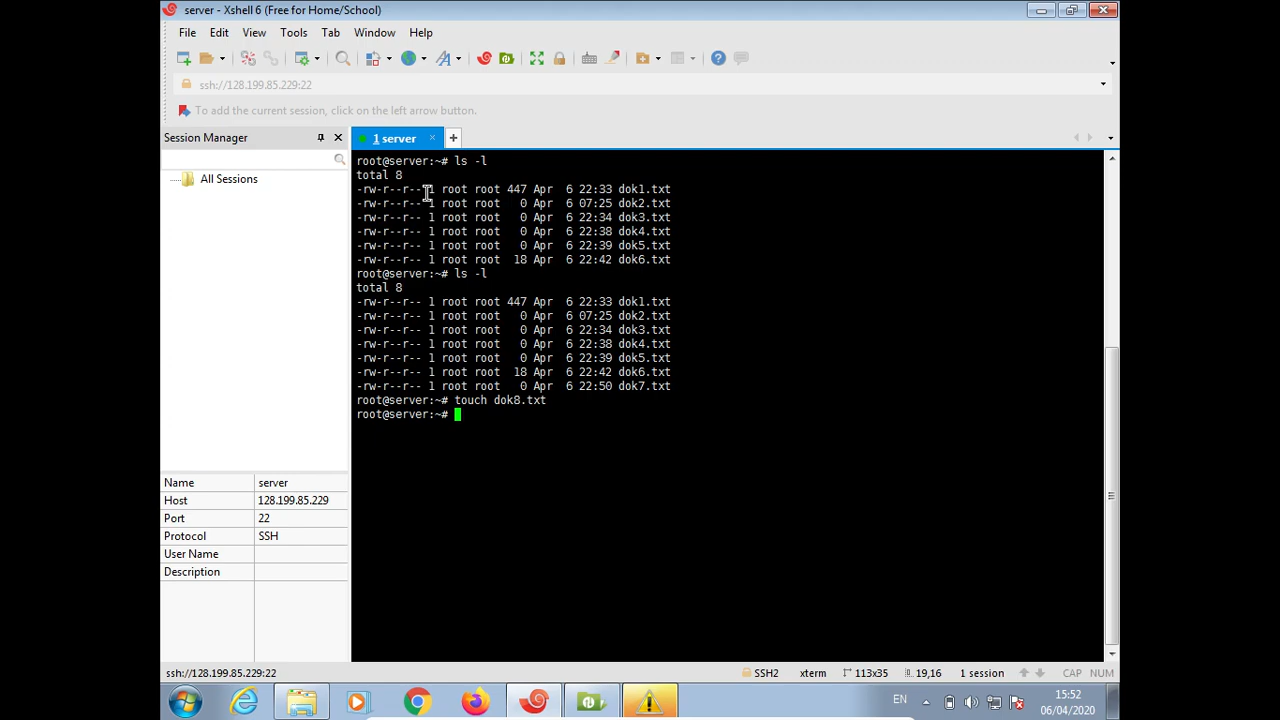 server - Xshell 6 (Free for Home/School)
File Edit View Tools Tab Window Help
ssh://128.199.85.229:22
To add the current session, click on the left arrow button.
Session Manager
1 server
All Sessions
root@server:~# ls -l
total 8
-rw-r--r-- 1 root root 447 Apr  6 22:33 dok1.txt
-rw-r--r-- 1 root root   0 Apr  6 07:25 dok2.txt
-rw-r--r-- 1 root root   0 Apr  6 22:34 dok3.txt
-rw-r--r-- 1 root root   0 Apr  6 22:38 dok4.txt
-rw-r--r-- 1 root root   0 Apr  6 22:39 dok5.txt
-rw-r--r-- 1 root root  18 Apr  6 22:42 dok6.txt
root@server:~# ls -l
total 8
-rw-r--r-- 1 root root 447 Apr  6 22:33 dok1.txt
-rw-r--r-- 1 root root   0 Apr  6 07:25 dok2.txt
-rw-r--r-- 1 root root   0 Apr  6 22:34 dok3.txt
-rw-r--r-- 1 root root   0 Apr  6 22:38 dok4.txt
-rw-r--r-- 1 root root   0 Apr  6 22:39 dok5.txt
-rw-r--r-- 1 root root  18 Apr  6 22:42 dok6.txt
-rw-r--r-- 1 root root   0 Apr  6 22:50 dok7.txt
root@server:~# touch dok8.txt
root@server:~#
Name server
Host 128.199.85.229
Port 22
Protocol SSH
User Name
Description
ssh://128.199.85.229:22 SSH2 xterm 113x35 19,16 1 session CAP NUM
EN 15:52
06/04/2020